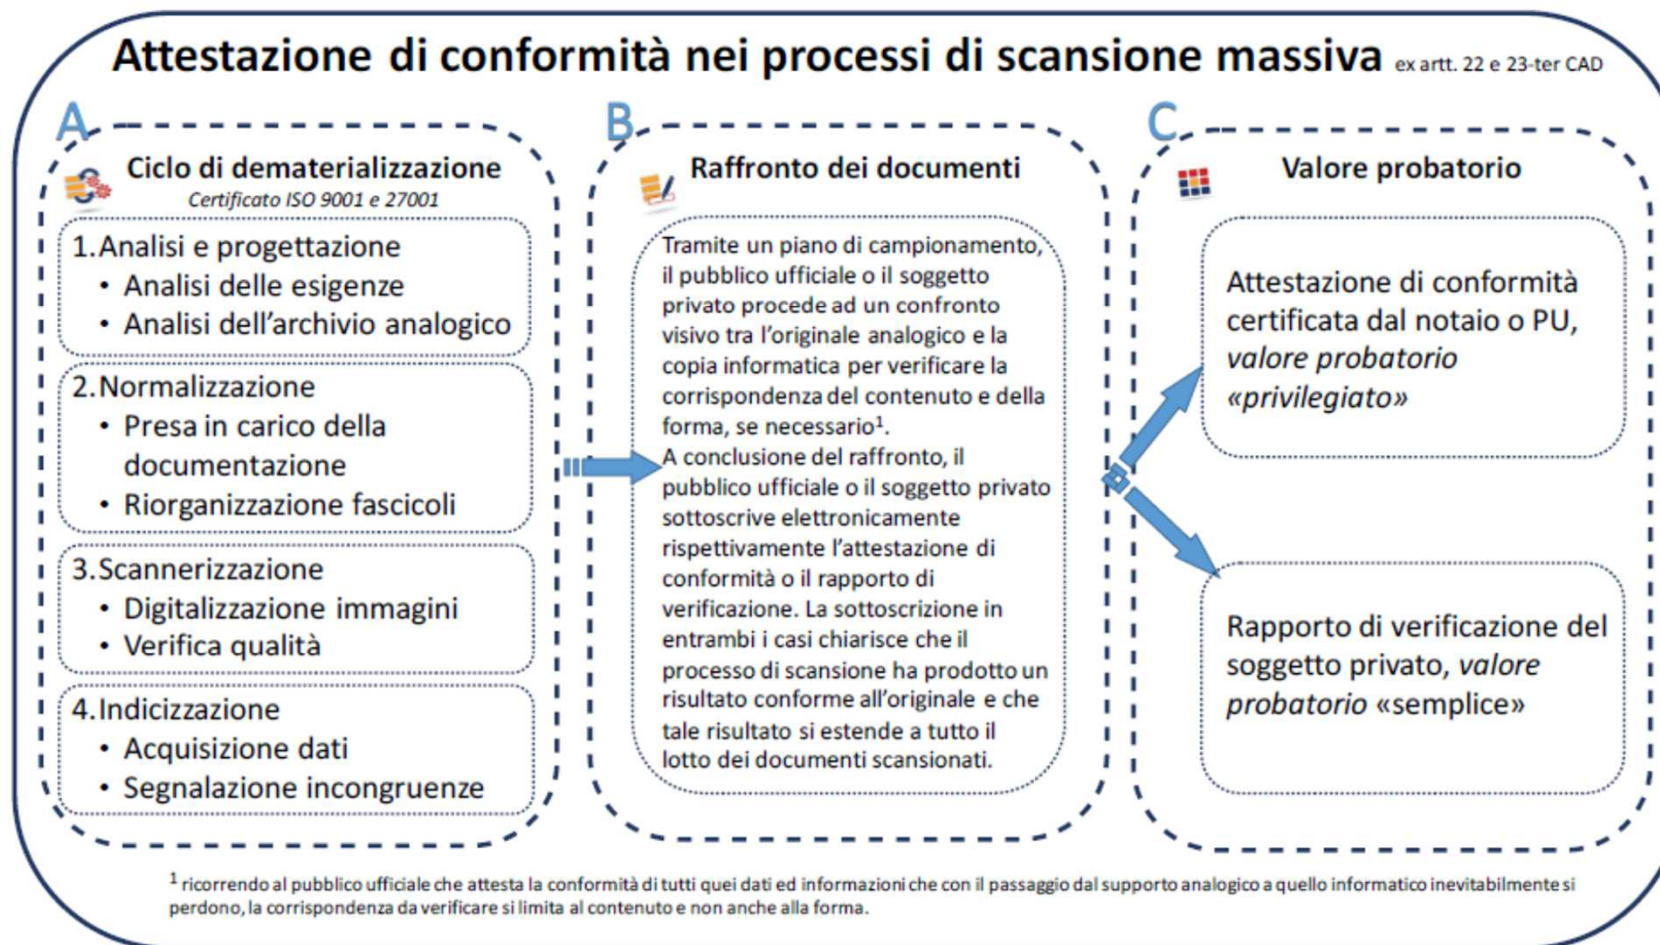 Attestazione di conformità nei processi di scansione massiva ex artt. 22 e 23-ter CAD
A
Ciclo di dematerializzazione
Certificato ISO 9001 e 27001
1.Analisi e progettazione
• Analisi delle esigenze
• Analisi dell'archivio analogico
2.Normalizzazione
• Presa in carico della
documentazione
• Riorganizzazione fascicoli
3.Scannerizzazione
• Digitalizzazione immagini
• Verifica qualità
4.Indicizzazione
• Acquisizione dati
• Segnalazione incongruenze
B
Raffronto dei documenti
Tramite un piano di campionamento,
il pubblico ufficiale o il soggetto
privato procede ad un confronto
visivo tra l'originale analogico e la
copia informatica per verificare la
corrispondenza del contenuto e della
forma, se necessario¹.
A conclusione del raffronto, il
pubblico ufficiale o il soggetto privato
sottoscrive elettronicamente
rispettivamente l'attestazione di
conformità o il rapporto di
verificazione. La sottoscrizione in
entrambi i casi chiarisce che il
processo di scansione ha prodotto un
risultato conforme all'originale e che
tale risultato si estende a tutto il
lotto dei documenti scansionati.
C
Valore probatorio
Attestazione di conformità
certificata dal notaio o PU,
valore probatorio
«privilegiato»
Rapporto di verificazione del
soggetto privato, valore
probatorio «semplice»
¹ ricorrendo al pubblico ufficiale che attesta la conformità di tutti quei dati ed informazioni che con il passaggio dal supporto analogico a quello informatico inevitabilmente si
perdono, la corrispondenza da verificare si limita al contenuto e non anche alla forma.